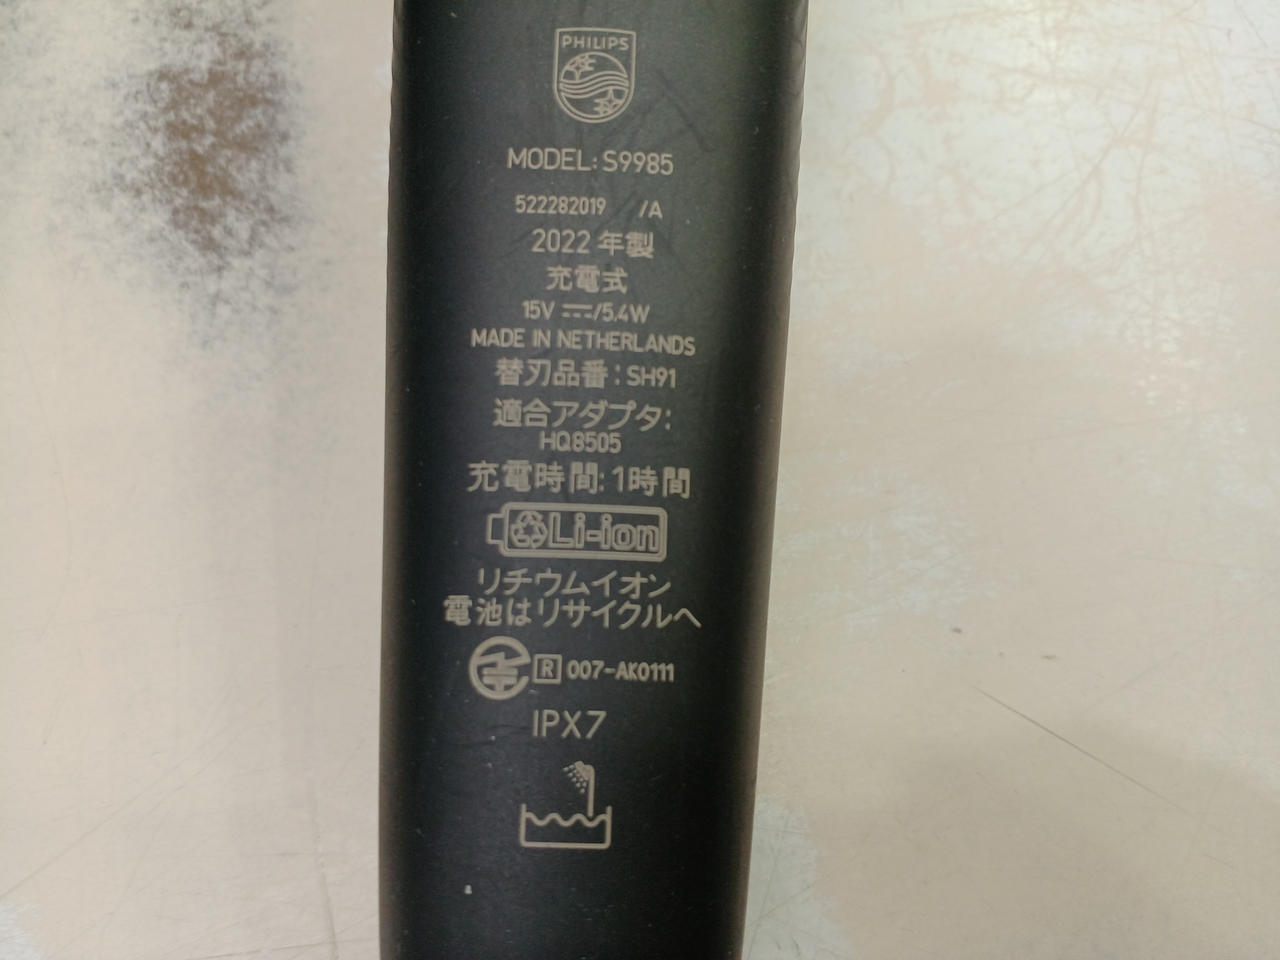 PHILIPS
MODEL: S9985
522282019 /A
2022 年製
充電式
15V ⎓/5.4W
MADE IN NETHERLANDS
替刃品番：SH91
適合アダプタ：
HQ8505
充電時間：1時間
Li-ion
リチウムイオン
電池はリサイクルへ
R 007-AK0111
IPX7